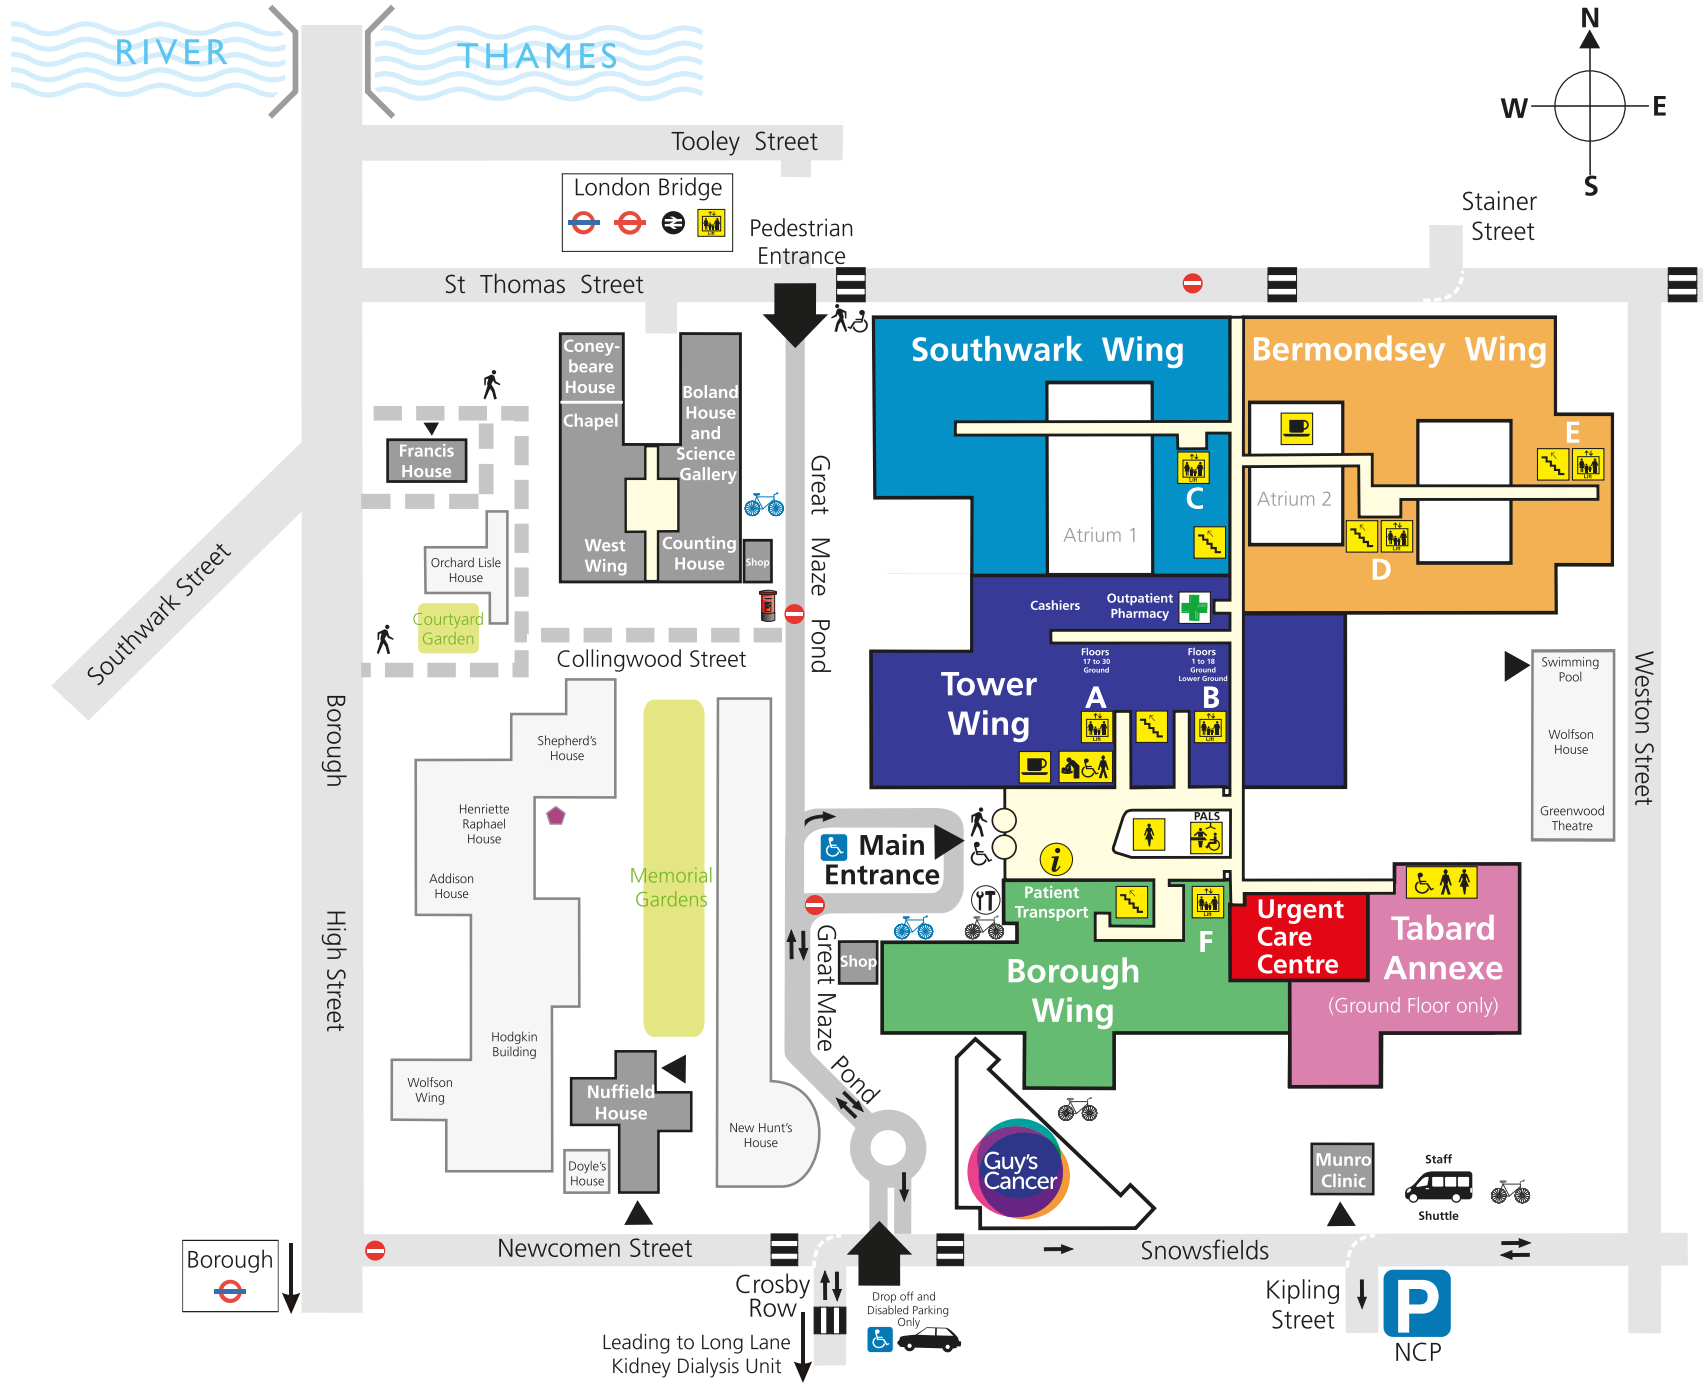 RIVER
THAMES
N
W
E
S
Tooley Street
London Bridge
Lift
Pedestrian
Entrance
Stainer
Street
St Thomas Street
Southwark Wing
Bermondsey Wing
Coney-
beare
House
Chapel
Boland
House
and
Science
Gallery
West
Wing
Counting
House
Shop
Francis
House
Orchard Lisle
House
Courtyard
Garden
Southwark Street
Great Maze Pond
Collingwood Street
Atrium 1
Atrium 2
Lift
C
E
Lift
Lift
D
Cashiers
Outpatient
Pharmacy
Floors
17 to 30
Ground
Floors
1 to 18
Ground
Lower Ground
Tower
Wing
A
B
Lift
Lift
Swimming
Pool
Wolfson
House
Greenwood
Theatre
Weston Street
Borough High Street
Shepherd's
House
Henriette
Raphael
House
Addison
House
Hodgkin
Building
Wolfson
Wing
Memorial
Gardens
Main
Entrance
PALS
i
Patient
Transport
Lift
F
Urgent
Care
Centre
Tabard
Annexe
(Ground Floor only)
Borough
Wing
Shop
Great Maze Pond
Nuffield
House
Doyle's
House
New Hunt's
House
Guy's
Cancer
Munro
Clinic
Staff
Shuttle
Borough
Newcomen Street
Snowsfields
Crosby
Row
Drop off and
Disabled Parking
Only
Leading to Long Lane
Kidney Dialysis Unit
Kipling
Street
P
NCP